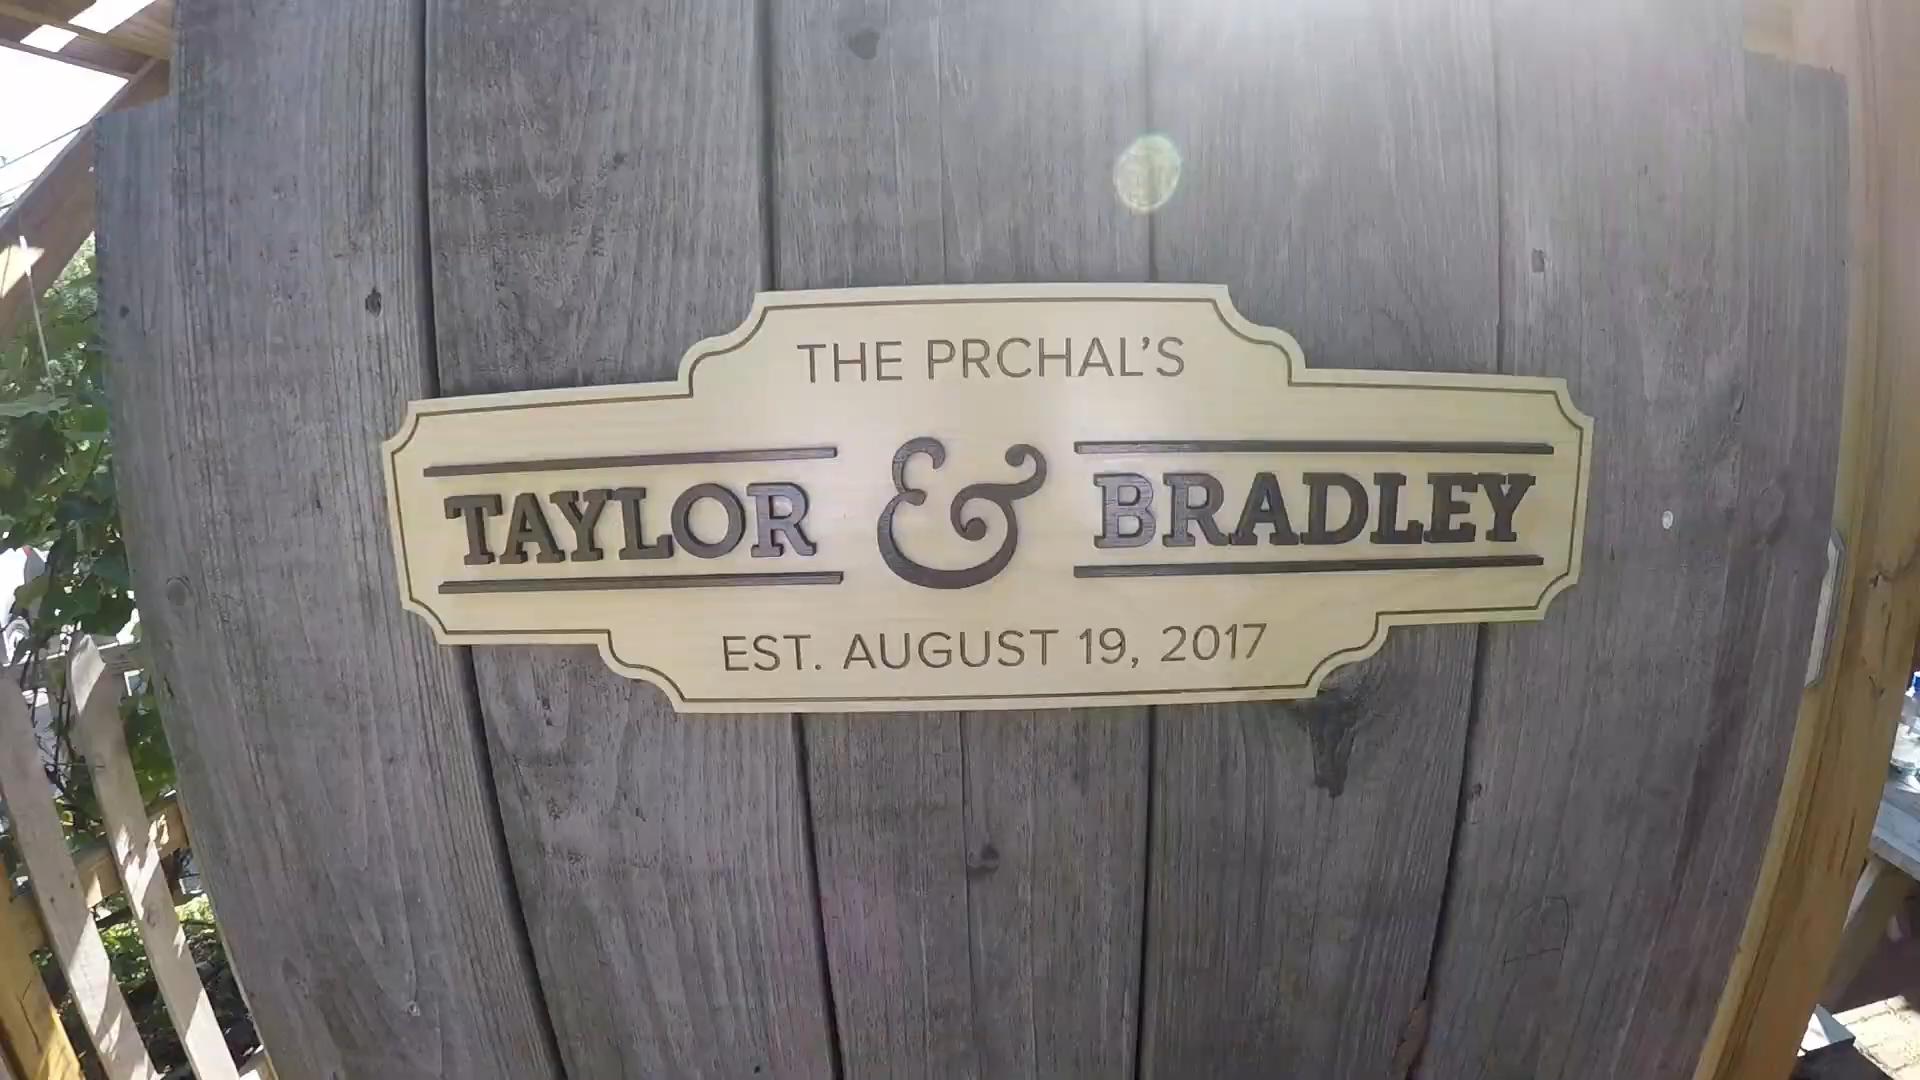 THE PRCHAL'S
TAYLOR & BRADLEY
EST. AUGUST 19, 2017